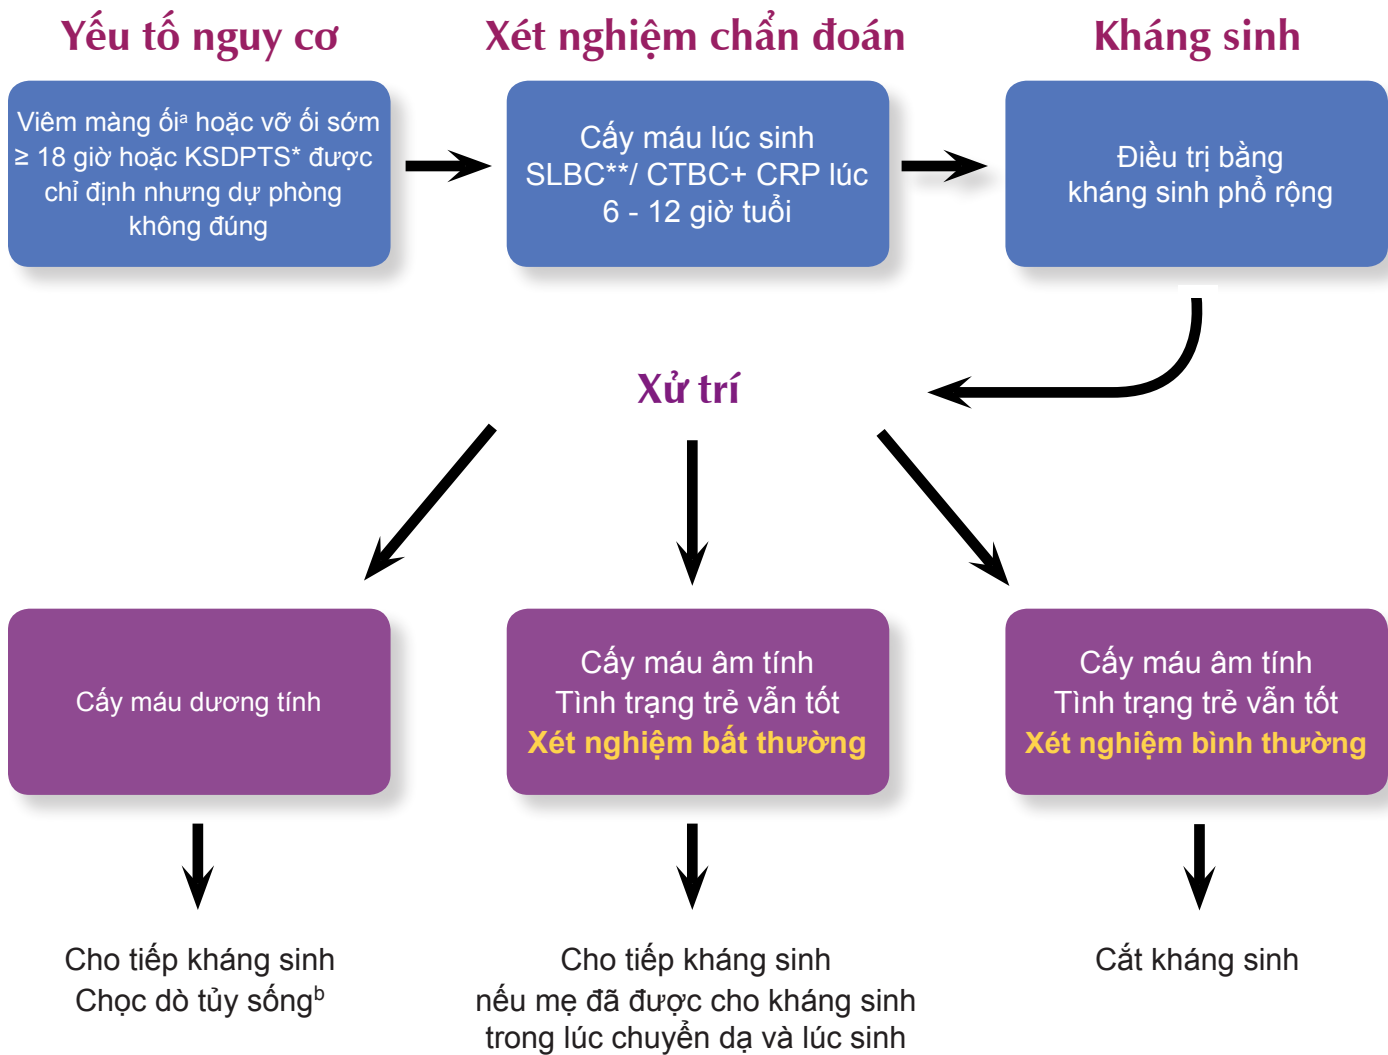 Yếu tố nguy cơ
Xét nghiệm chẩn đoán
Kháng sinh
Viêm màng ốiᵃ hoặc vỡ ối sớm
≥ 18 giờ hoặc KSDPTS* được
chỉ định nhưng dự phòng
không đúng
Cấy máu lúc sinh
SLBC**/ CTBC+ CRP lúc
6 - 12 giờ tuổi
Điều trị bằng
kháng sinh phổ rộng
Xử trí
Cấy máu dương tính
Cấy máu âm tính
Tình trạng trẻ vẫn tốt
Xét nghiệm bất thường
Cấy máu âm tính
Tình trạng trẻ vẫn tốt
Xét nghiệm bình thường
Cho tiếp kháng sinh
Chọc dò tủy sốngᵇ
Cho tiếp kháng sinh
nếu mẹ đã được cho kháng sinh
trong lúc chuyển dạ và lúc sinh
Cắt kháng sinh